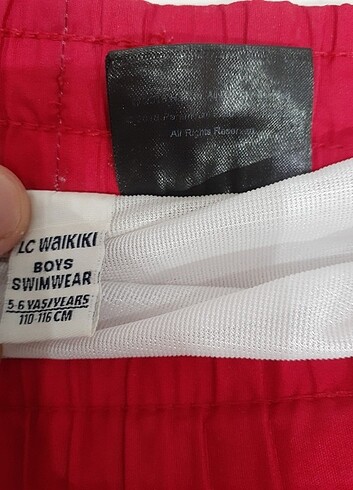 All Rights Reserved
LC WAIKIKI
BOYS
SWIMWEAR
5-6 YAŞ/YEARS
110-116 CM